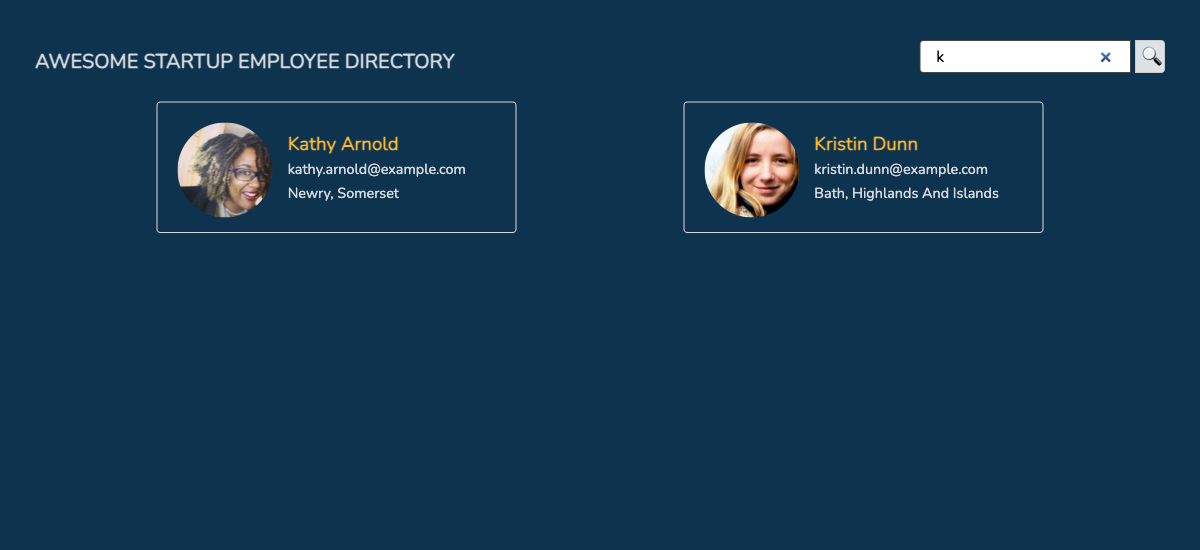 AWESOME STARTUP EMPLOYEE DIRECTORY
k
Kathy Arnold
kathy.arnold@example.com
Newry, Somerset
Kristin Dunn
kristin.dunn@example.com
Bath, Highlands And Islands